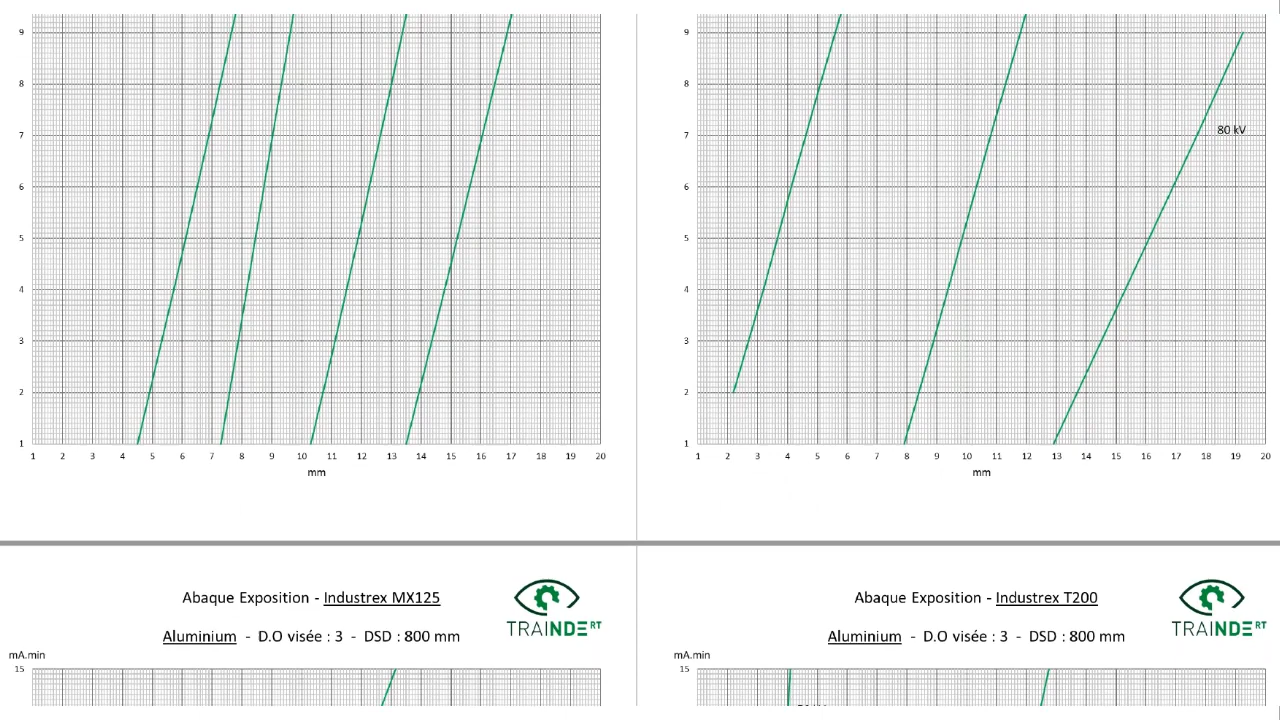 9
8
7
6
5
4
3
2
1
1 2 3 4 5 6 7 8 9 10 11 12 13 14 15 16 17 18 19 20
mm
9
8
7
6
5
4
3
2
1
80 kV
1 2 3 4 5 6 7 8 9 10 11 12 13 14 15 16 17 18 19 20
mm
Abaque Exposition - Industrex MX125
TRAINDE RT
Aluminium - D.O visée : 3 - DSD : 800 mm
mA.min
15
Abaque Exposition - Industrex T200
TRAINDE RT
Aluminium - D.O visée : 3 - DSD : 800 mm
mA.min
15